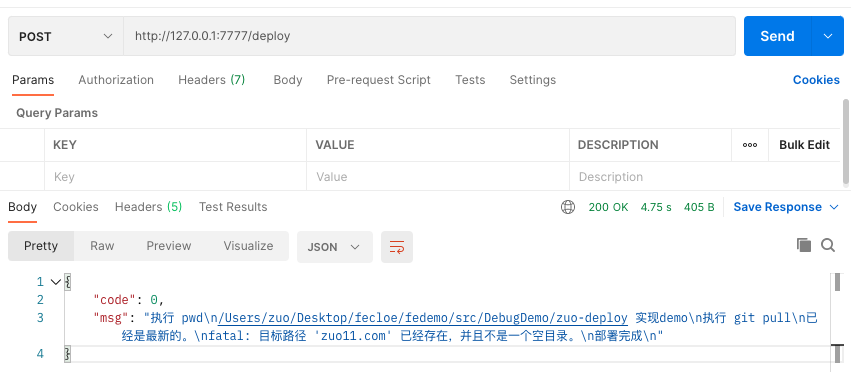 POST http://127.0.0.1:7777/deploy Send
Params Authorization Headers (7) Body Pre-request Script Tests Settings Cookies
Query Params
KEY VALUE DESCRIPTION ooo Bulk Edit
Key Value Description
Body Cookies Headers (5) Test Results 200 OK 4.75 s 405 B Save Response
Pretty Raw Preview Visualize JSON
1 {
2 "code": 0,
3 "msg": "执行 pwd\n/Users/zuo/Desktop/fecloe/fedemo/src/DebugDemo/zuo-deploy 实现demo\n执行 git pull\n已
经是最新的。\nfatal: 目标路径 'zuo11.com' 已经存在，并且不是一个空目录。\n部署完成\n"
4 }